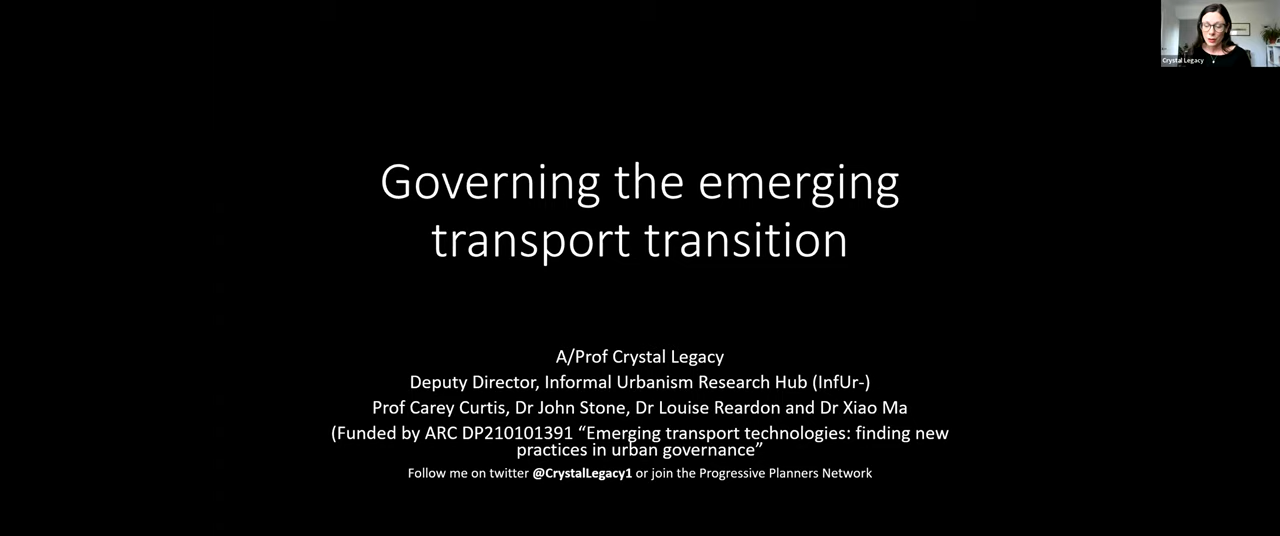 Crystal Legacy
Governing the emerging
transport transition
A/Prof Crystal Legacy
Deputy Director, Informal Urbanism Research Hub (InfUr-)
Prof Carey Curtis, Dr John Stone, Dr Louise Reardon and Dr Xiao Ma
(Funded by ARC DP210101391 “Emerging transport technologies: finding new
practices in urban governance”
Follow me on twitter @CrystalLegacy1 or join the Progressive Planners Network